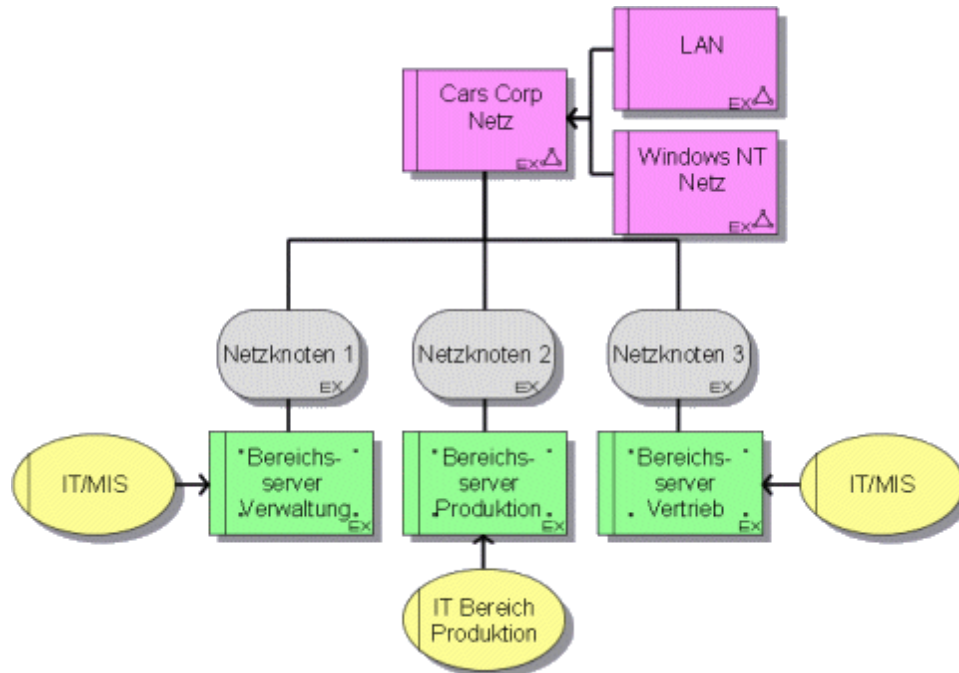 LAN
EX
Cars Corp
Netz
EX
Windows NT
Netz
EX
Netzknoten 1
EX
Netzknoten 2
EX
Netzknoten 3
EX
IT/MIS
Bereichs-
server
Verwaltung
EX
Bereichs-
server
Produktion
EX
Bereichs-
server
Vertrieb
EX
IT/MIS
IT Bereich
Produktion